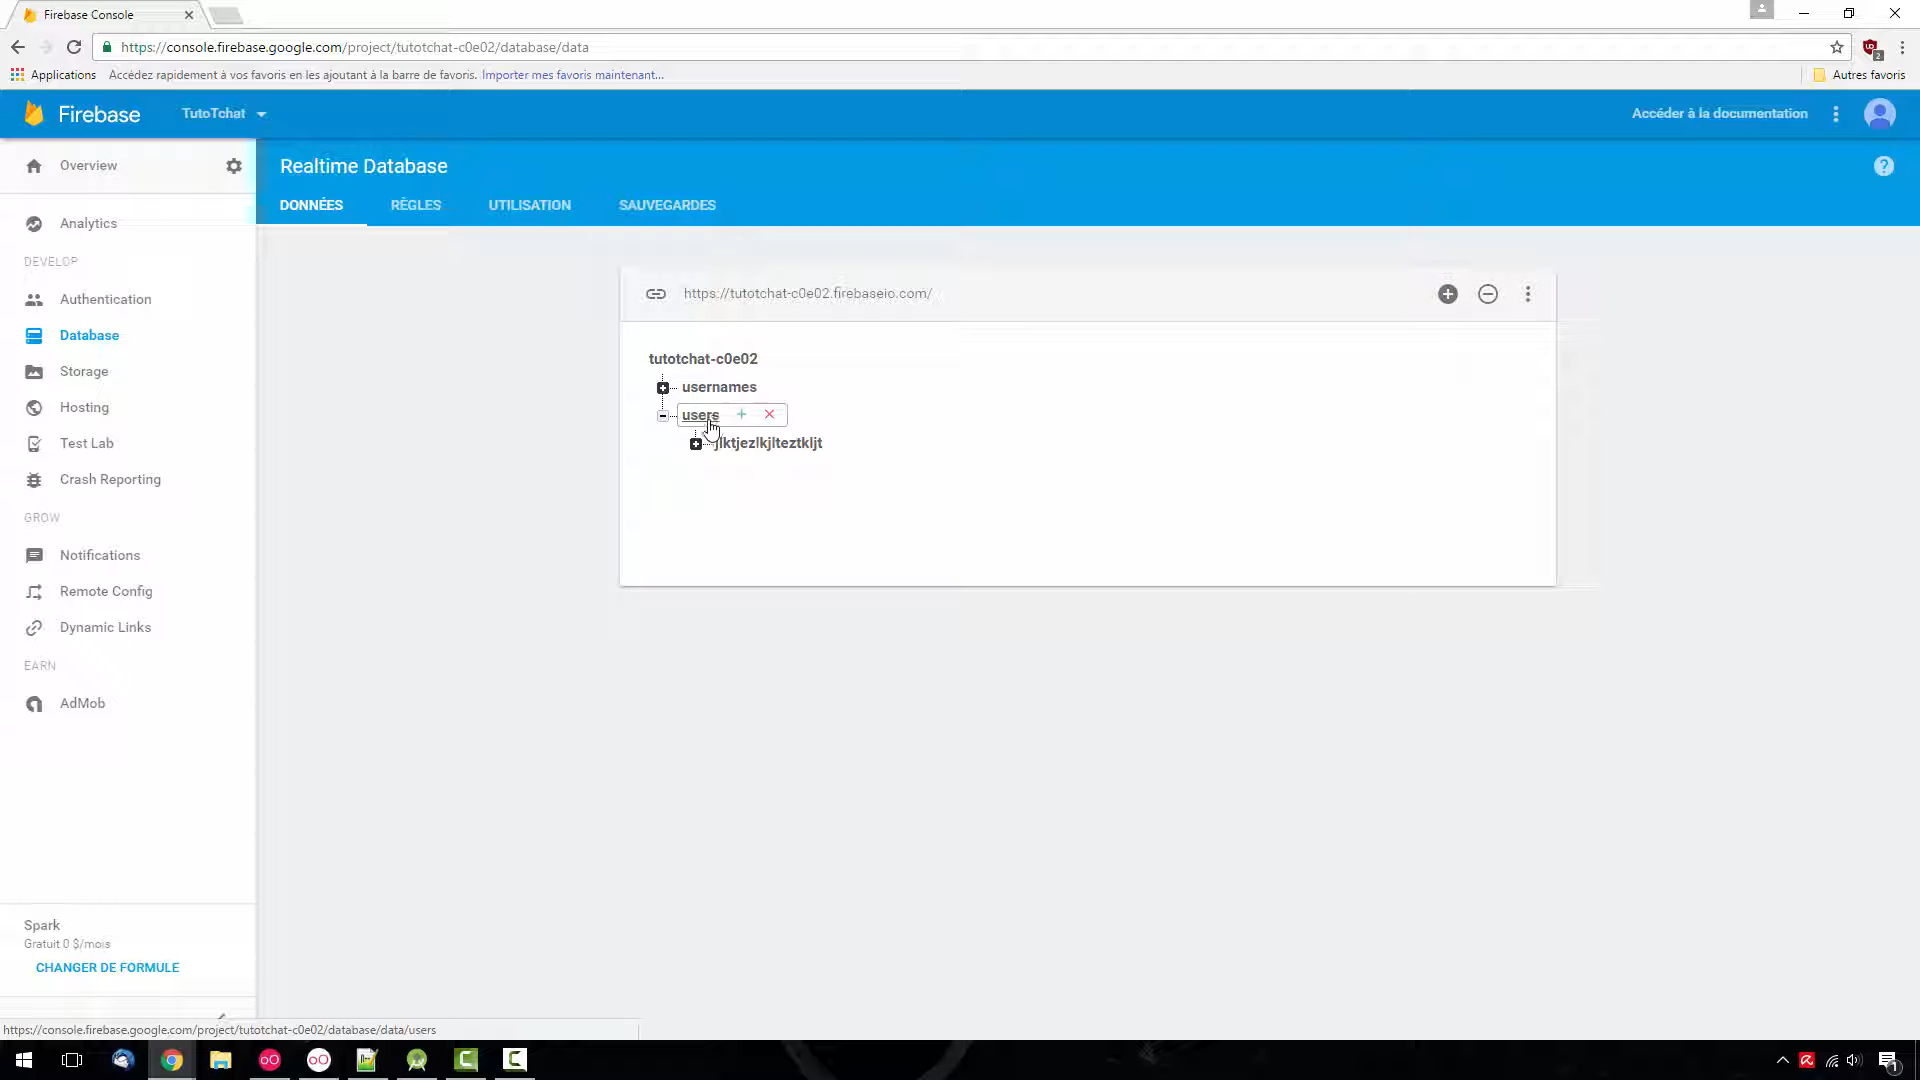 Firebase Console
https://console.firebase.google.com/project/tutotchat-c0e02/database/data
Applications Accédez rapidement à vos favoris en les ajoutant à la barre de favoris. Importer mes favoris maintenant... Autres favoris
Firebase TutoTchat Accéder à la documentation
Overview
Realtime Database
DONNÉES RÈGLES UTILISATION SAUVEGARDES
Analytics
DEVELOP
Authentication
Database
Storage
Hosting
Test Lab
Crash Reporting
GROW
Notifications
Remote Config
Dynamic Links
EARN
AdMob
https://tutotchat-c0e02.firebaseio.com/
tutotchat-c0e02
usernames
users
Spark
Gratuit 0 $/mois
CHANGER DE FORMULE
https://console.firebase.google.com/project/tutotchat-c0e02/database/data/users